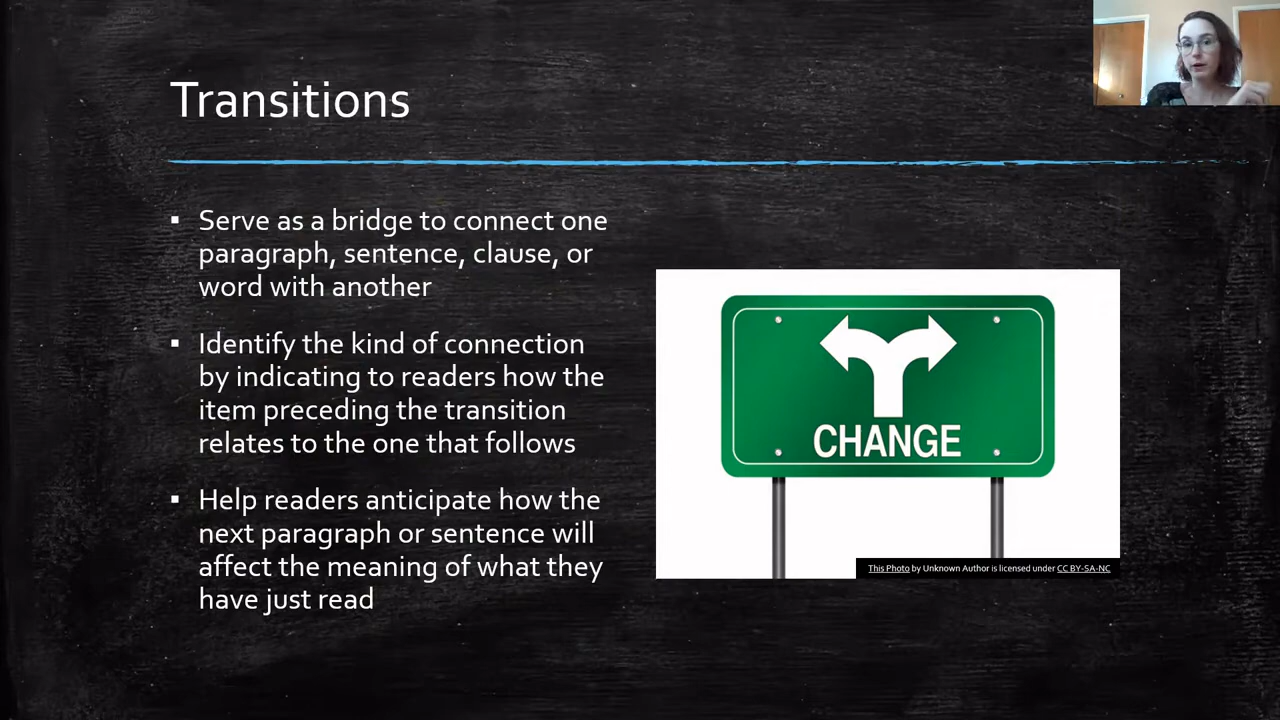 Transitions
▪ Serve as a bridge to connect one
paragraph, sentence, clause, or
word with another
▪ Identify the kind of connection
by indicating to readers how the
item preceding the transition
relates to the one that follows
▪ Help readers anticipate how the
next paragraph or sentence will
affect the meaning of what they
have just read
CHANGE
This Photo by Unknown Author is licensed under CC BY-SA-NC